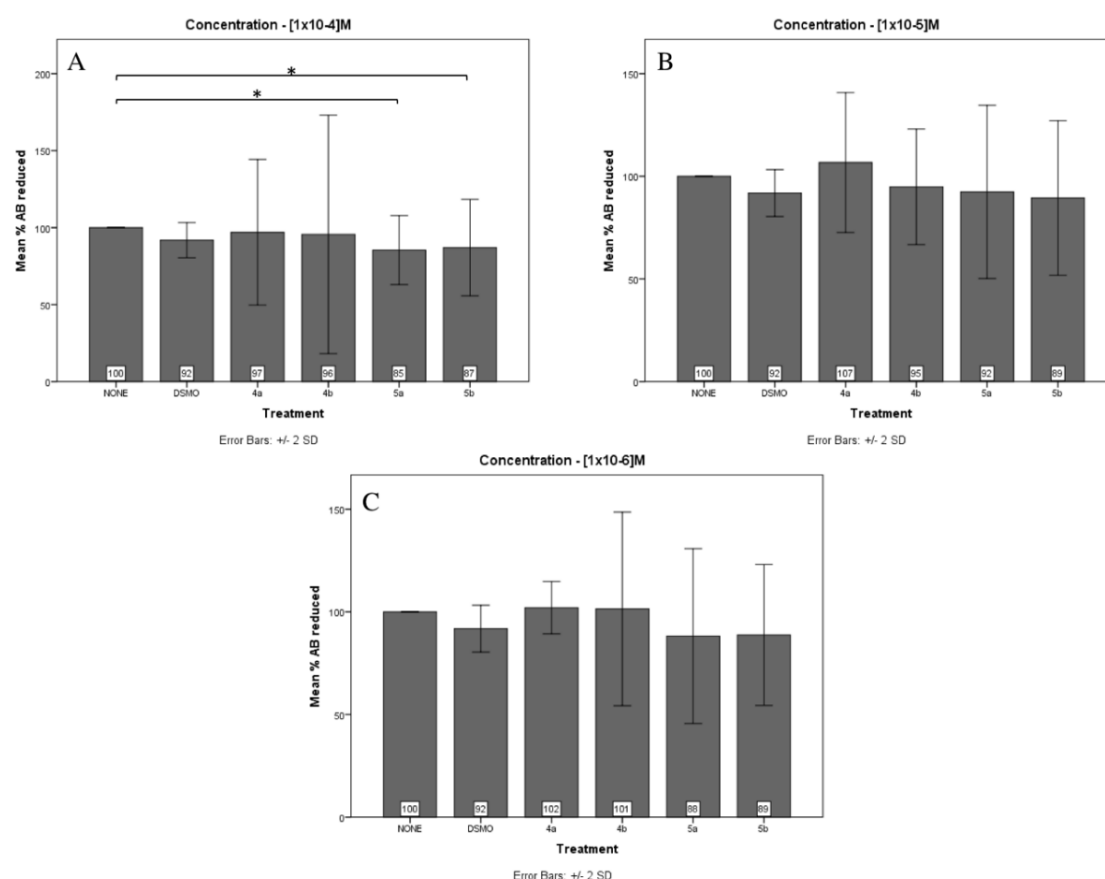 Concentration - [1x10-4]M
A
Mean % AB reduced
200
150
100
50
0
*
*
100 92 97 96 85 87
NONE DSMO 4a 4b 5a 5b
Treatment
Error Bars: +/- 2 SD
Concentration - [1x10-5]M
B
Mean % AB reduced
150
100
50
0
100 92 107 95 92 89
NONE DSMO 4a 4b 5a 5b
Treatment
Error Bars: +/- 2 SD
Concentration - [1x10-6]M
C
Mean % AB reduced
150
100
50
0
100 92 102 101 88 89
NONE DSMO 4a 4b 5a 5b
Treatment
Error Bars: +/- 2 SD